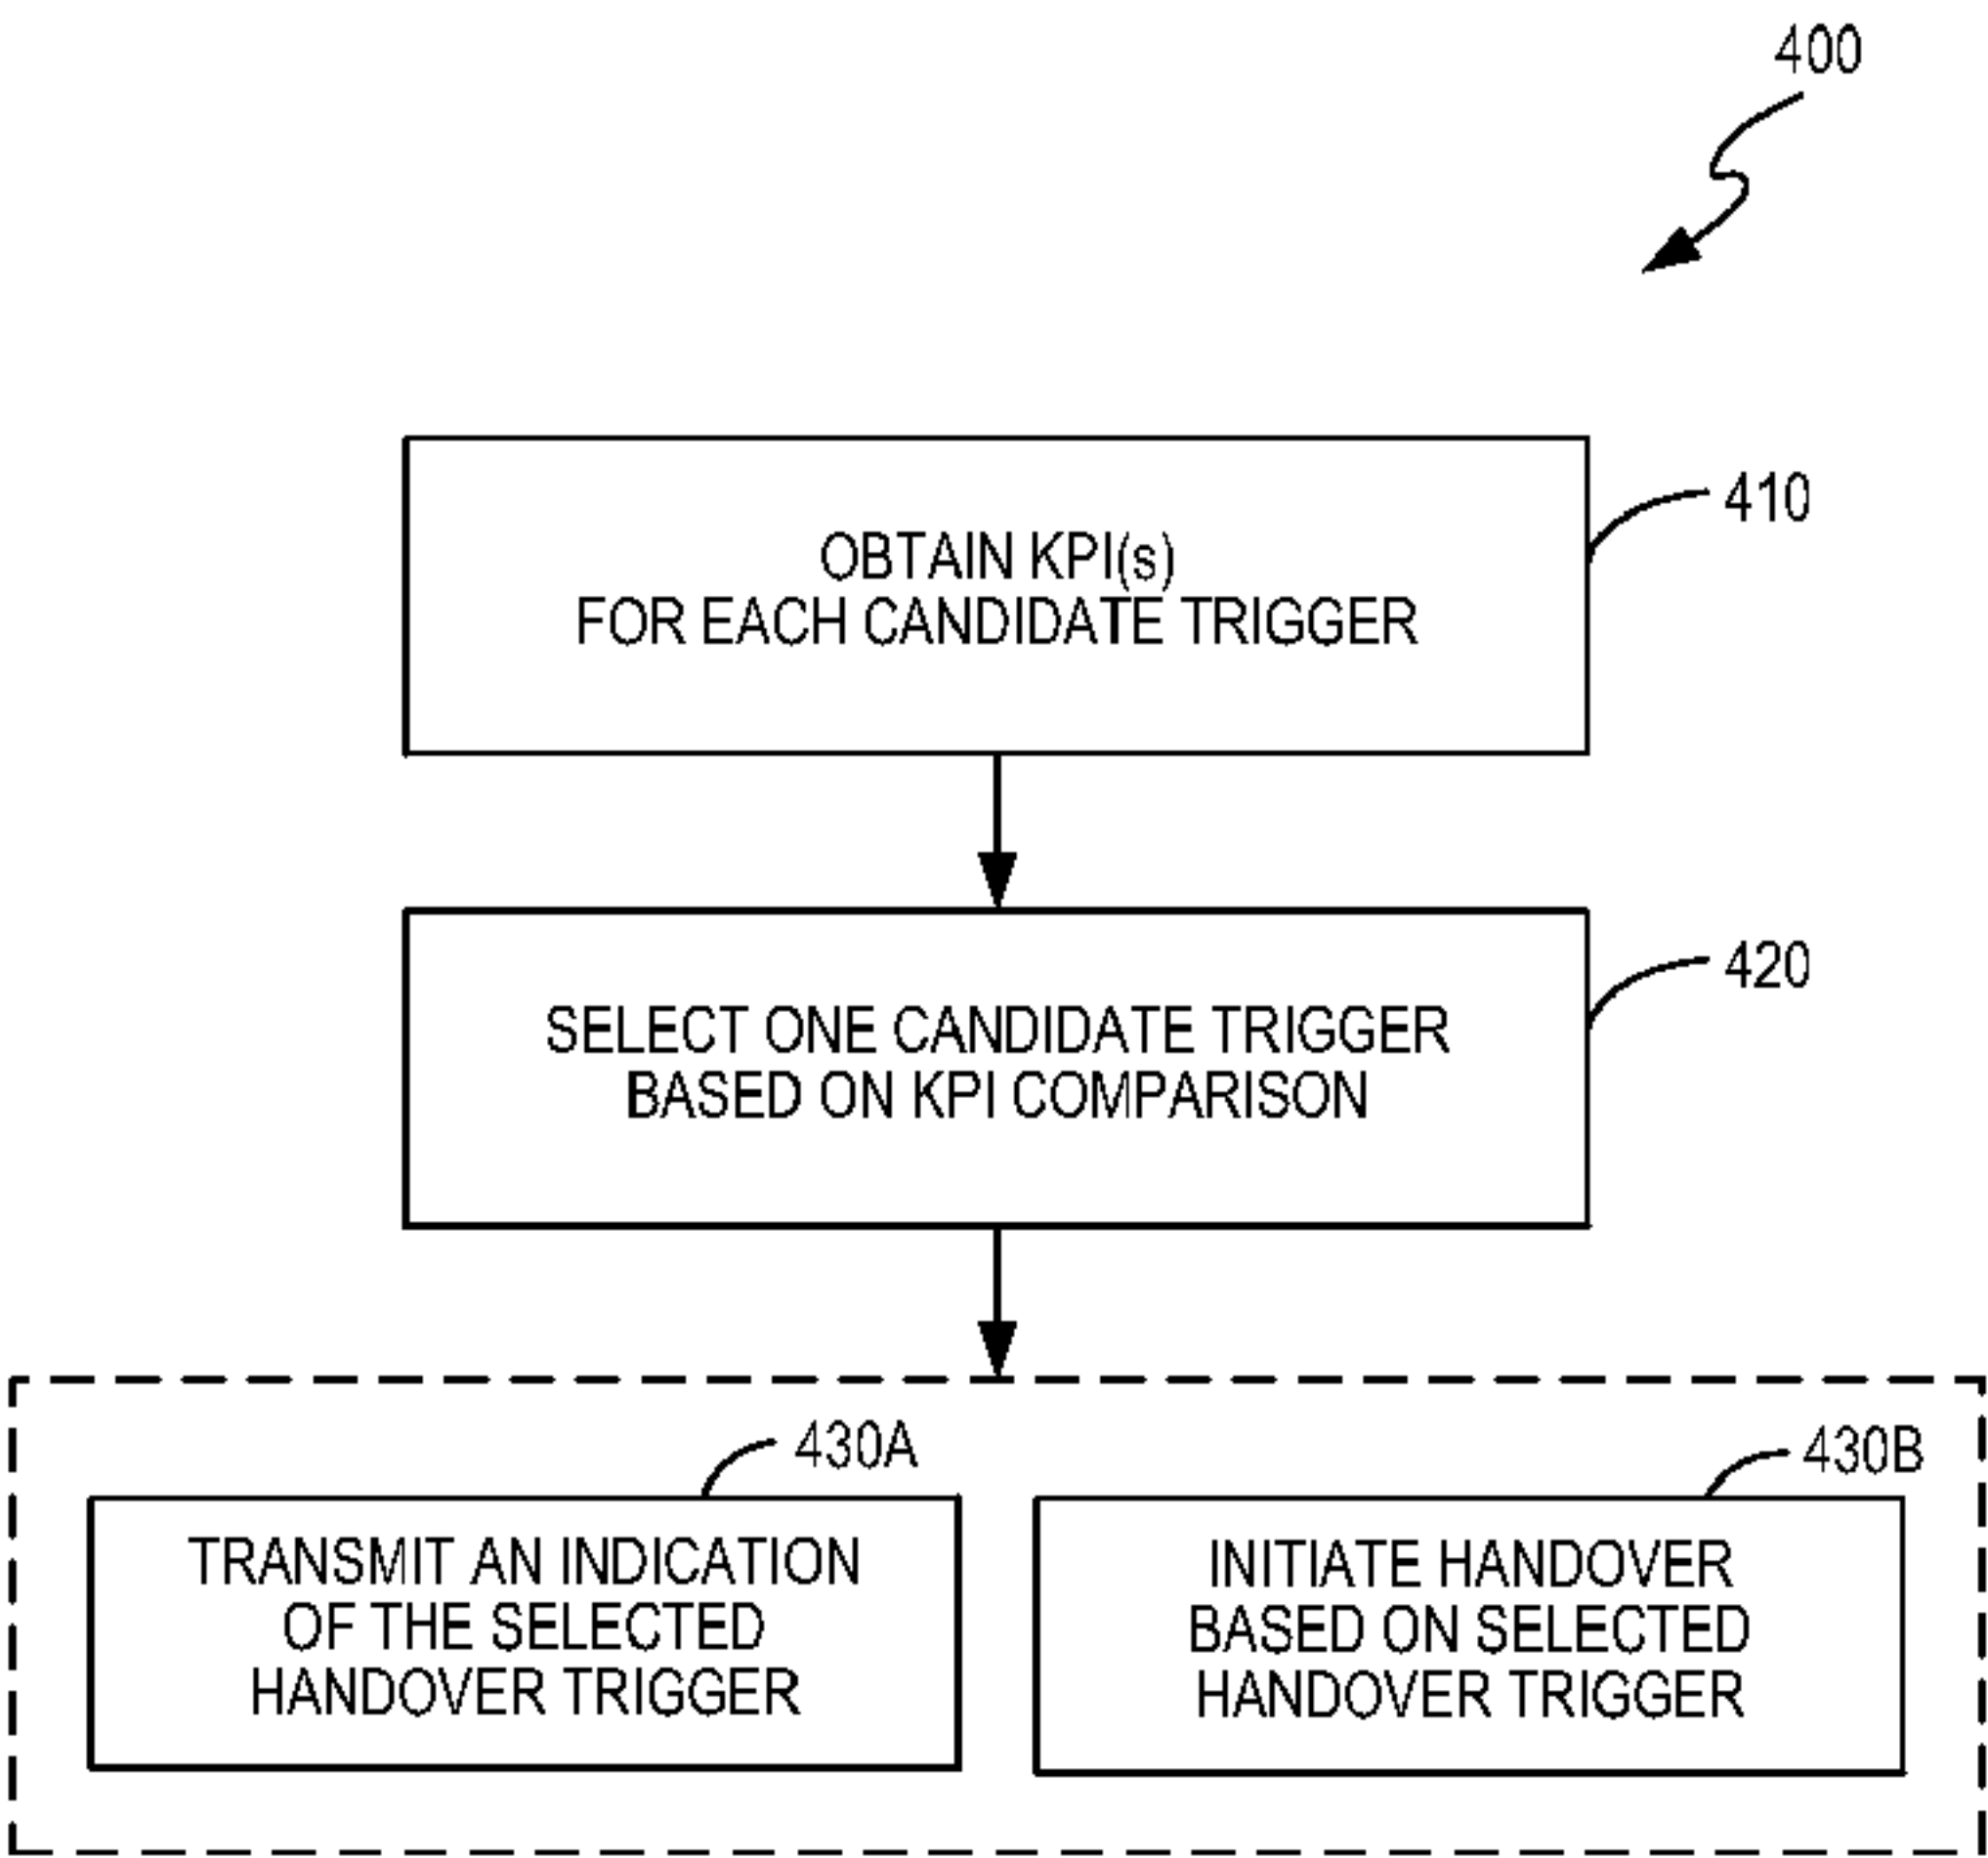 400
410
OBTAIN KPI(s)
FOR EACH CANDIDATE TRIGGER
420
SELECT ONE CANDIDATE TRIGGER
BASED ON KPI COMPARISON
430A
TRANSMIT AN INDICATION
OF THE SELECTED
HANDOVER TRIGGER
430B
INITIATE HANDOVER
BASED ON SELECTED
HANDOVER TRIGGER